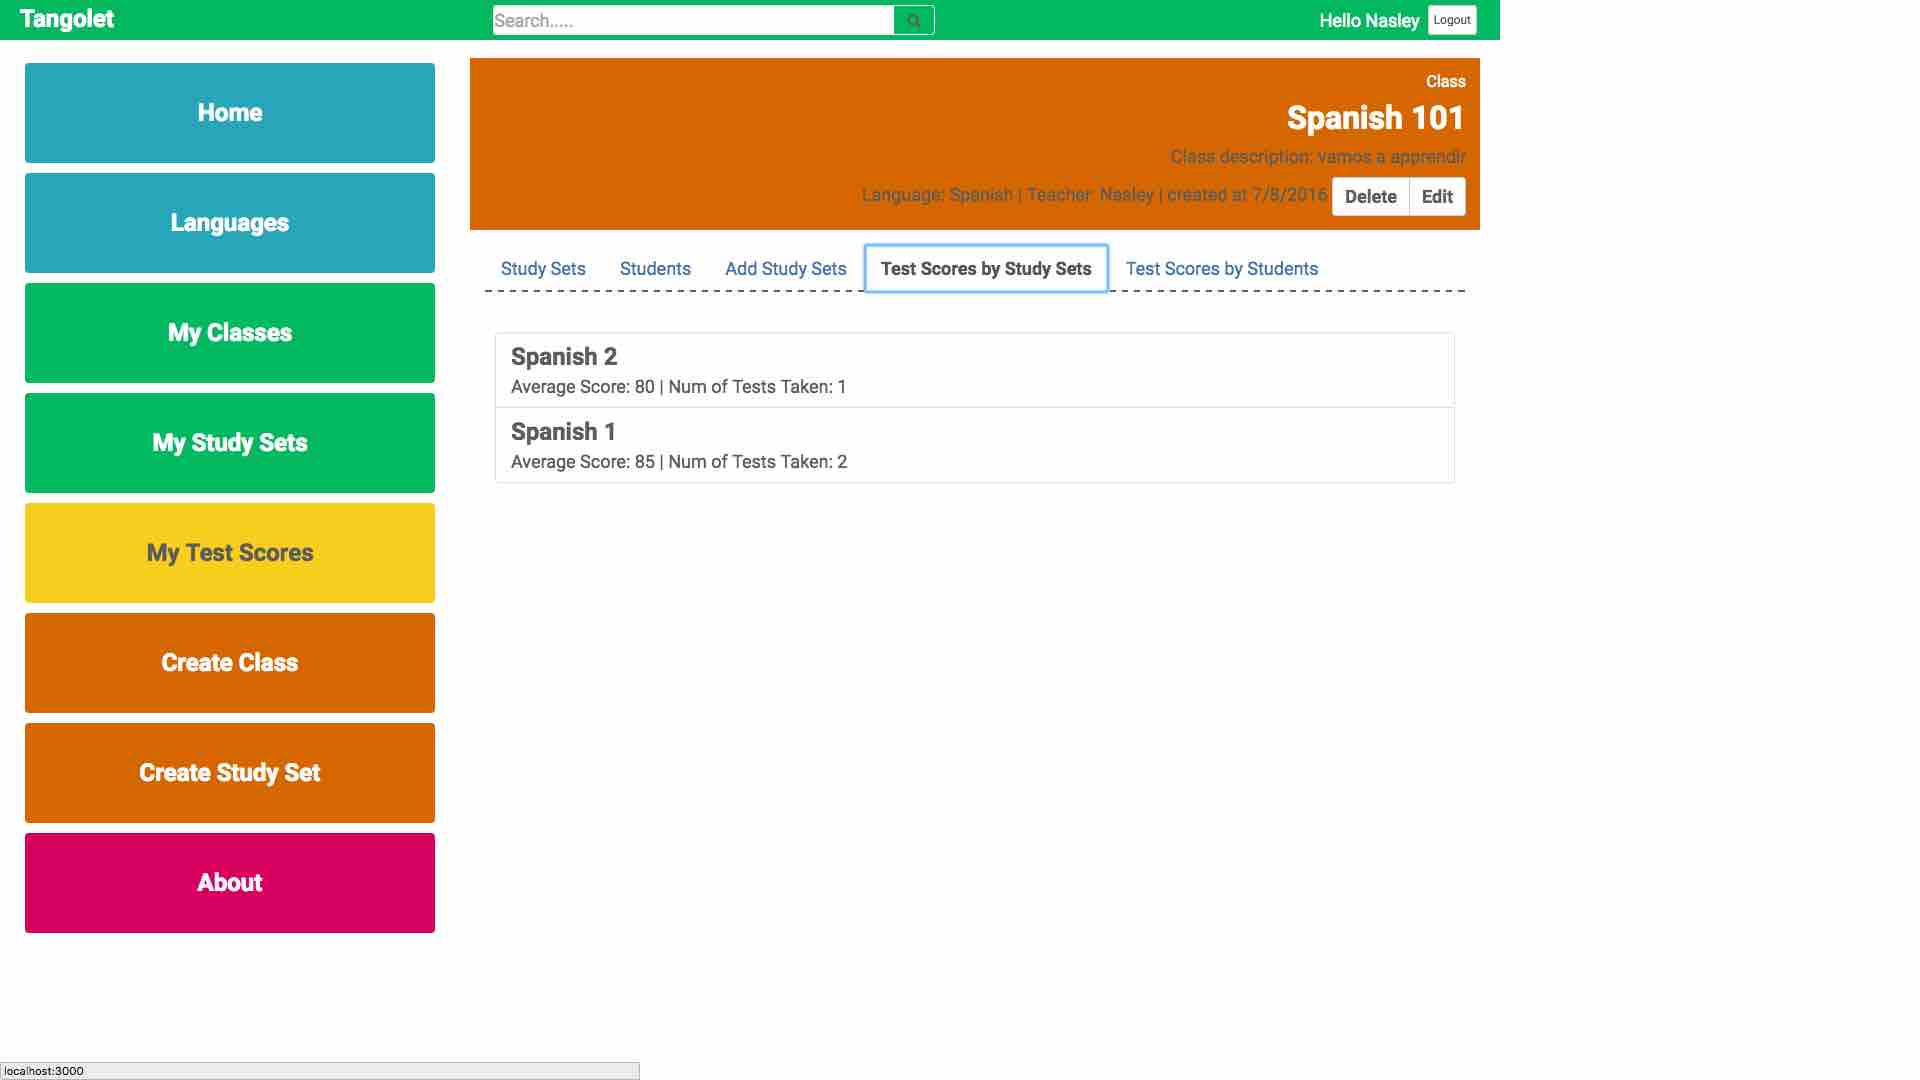 Tangolet
Search.....
Hello Nasley
Logout
Home
Languages
My Classes
My Study Sets
My Test Scores
Create Class
Create Study Set
About
Class
Spanish 101
Class description: vamos a apprendir
Language: Spanish | Teacher: Nasley | created at 7/8/2016
Delete
Edit
Study Sets
Students
Add Study Sets
Test Scores by Study Sets
Test Scores by Students
Spanish 2
Average Score: 80 | Num of Tests Taken: 1
Spanish 1
Average Score: 85 | Num of Tests Taken: 2
localhost:3000